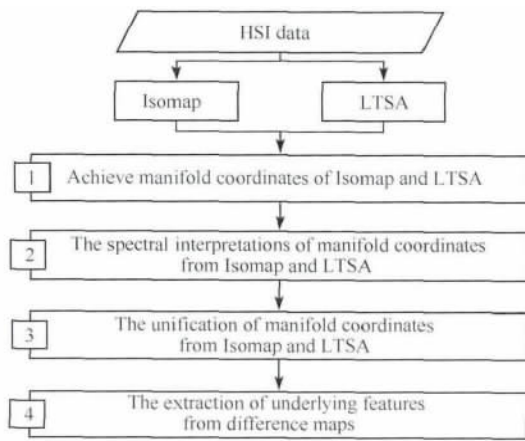 HSI data
Isomap
LTSA
1
Achieve manifold coordinates of Isomap and LTSA
2
The spectral interpretations of manifold coordinates
from Isomap and LTSA
3
The unification of manifold coordinates
from Isomap and LTSA
4
The extraction of underlying features
from difference maps